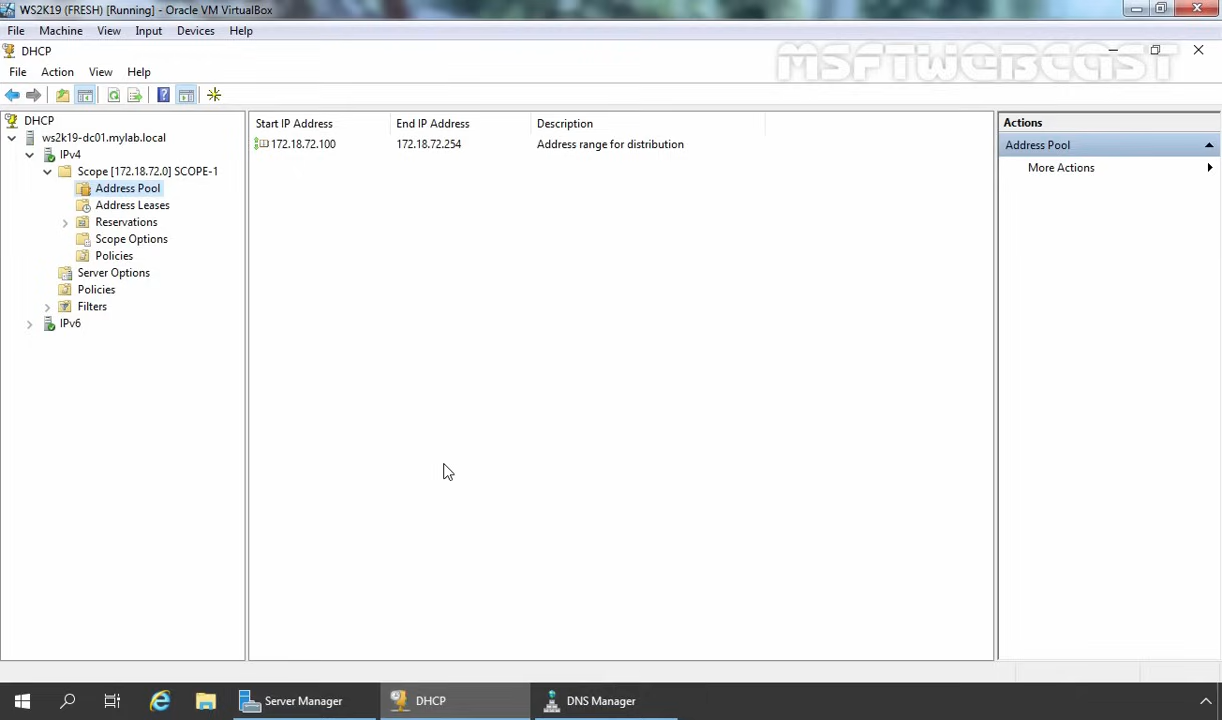 WS2K19 (FRESH) [Running] - Oracle VM VirtualBox
File Machine View Input Devices Help
DHCP
MSFTWEBCAST
File Action View Help
DHCP
ws2k19-dc01.mylab.local
IPv4
Scope [172.18.72.0] SCOPE-1
Address Pool
Address Leases
Reservations
Scope Options
Policies
Server Options
Policies
Filters
IPv6
Start IP Address End IP Address Description
172.18.72.100 172.18.72.254 Address range for distribution
Actions
Address Pool
More Actions
Server Manager DHCP DNS Manager